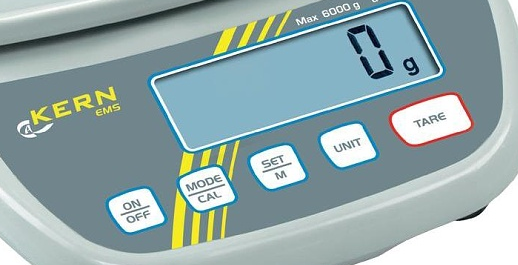 Max 6000 g
0 g
KERN
EMS
ON
OFF
MODE
CAL
SET
M
UNIT
TARE